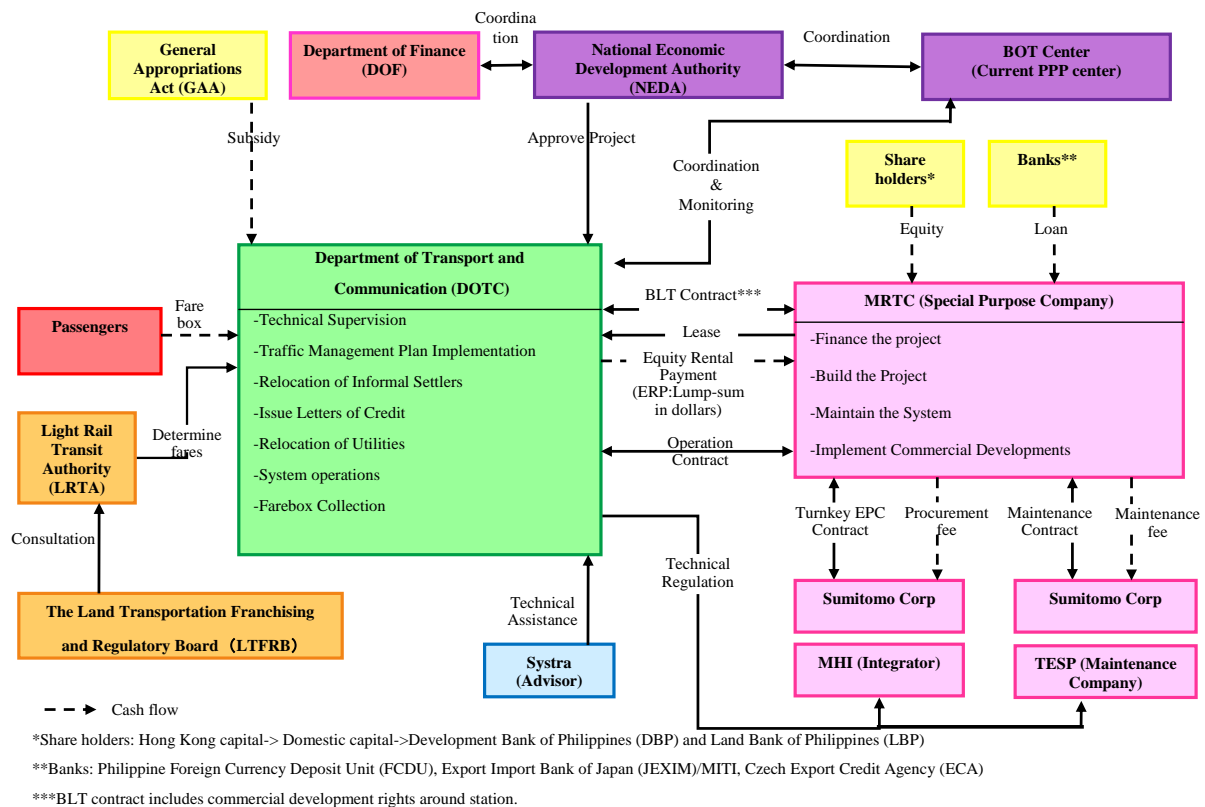 General
Appropriations
Act (GAA)
Department of Finance
(DOF)
Coordina
tion
National Economic
Development Authority
(NEDA)
Coordination
BOT Center
(Current PPP center)
Subsidy
Approve Project
Coordination
&
Monitoring
Share
holders*
Banks**
Equity
Loan
Department of Transport and
Communication (DOTC)
-Technical Supervision
-Traffic Management Plan Implementation
-Relocation of Informal Settlers
-Issue Letters of Credit
-Relocation of Utilities
-System operations
-Farebox Collection
Passengers
Fare
box
Light Rail
Transit
Authority
(LRTA)
Determine
fares
Consultation
The Land Transportation Franchising
and Regulatory Board（LTFRB）
BLT Contract***
Lease
Equity Rental
Payment
(ERP:Lump-sum
in dollars)
Operation
Contract
MRTC (Special Purpose Company)
-Finance the project
-Build the Project
-Maintain the System
-Implement Commercial Developments
Turnkey EPC
Contract
Procurement
fee
Maintenance
Contract
Maintenance
fee
Technical
Regulation
Technical
Assistance
Systra
(Advisor)
Sumitomo Corp
Sumitomo Corp
MHI (Integrator)
TESP (Maintenance
Company)
Cash flow
*Share holders: Hong Kong capital-> Domestic capital->Development Bank of Philippines (DBP) and Land Bank of Philippines (LBP)
**Banks: Philippine Foreign Currency Deposit Unit (FCDU), Export Import Bank of Japan (JEXIM)/MITI, Czech Export Credit Agency (ECA)
***BLT contract includes commercial development rights around station.